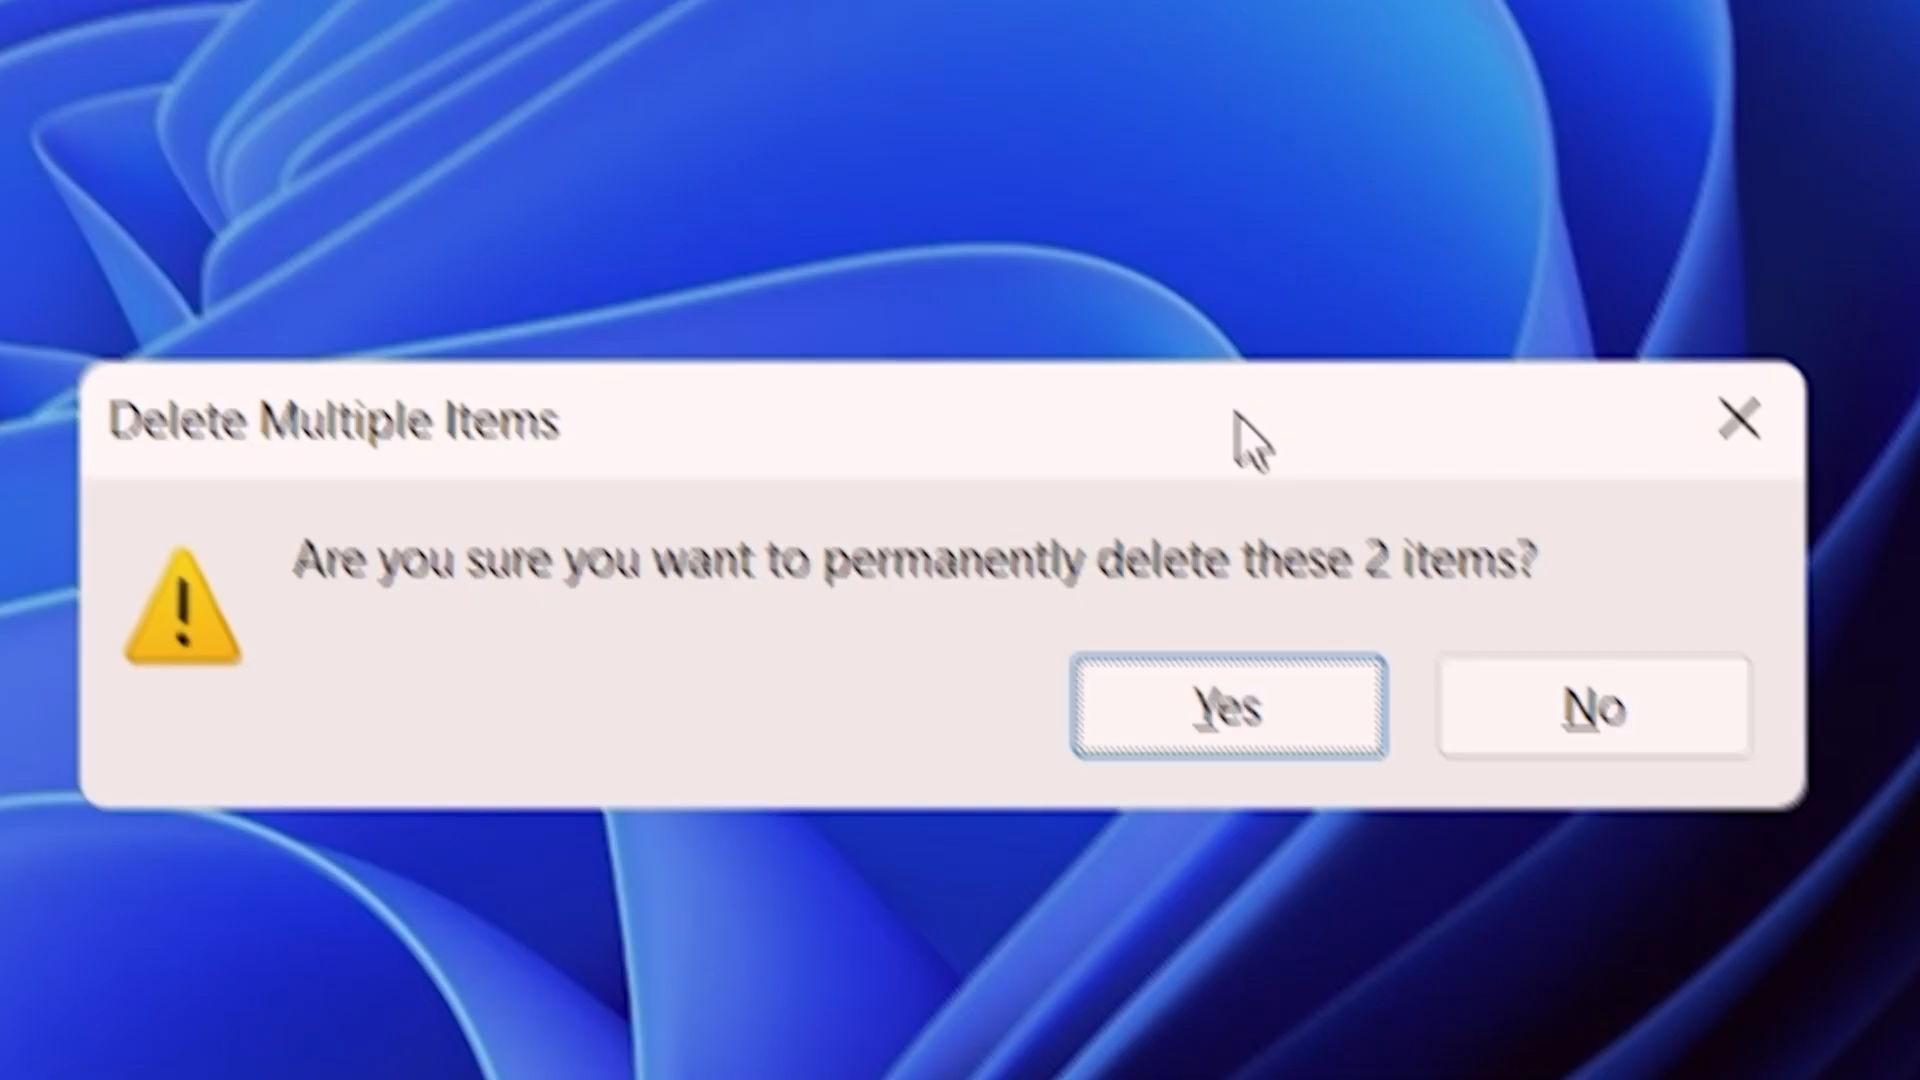 Delete Multiple Items
Are you sure you want to permanently delete these 2 items?
Yes
No